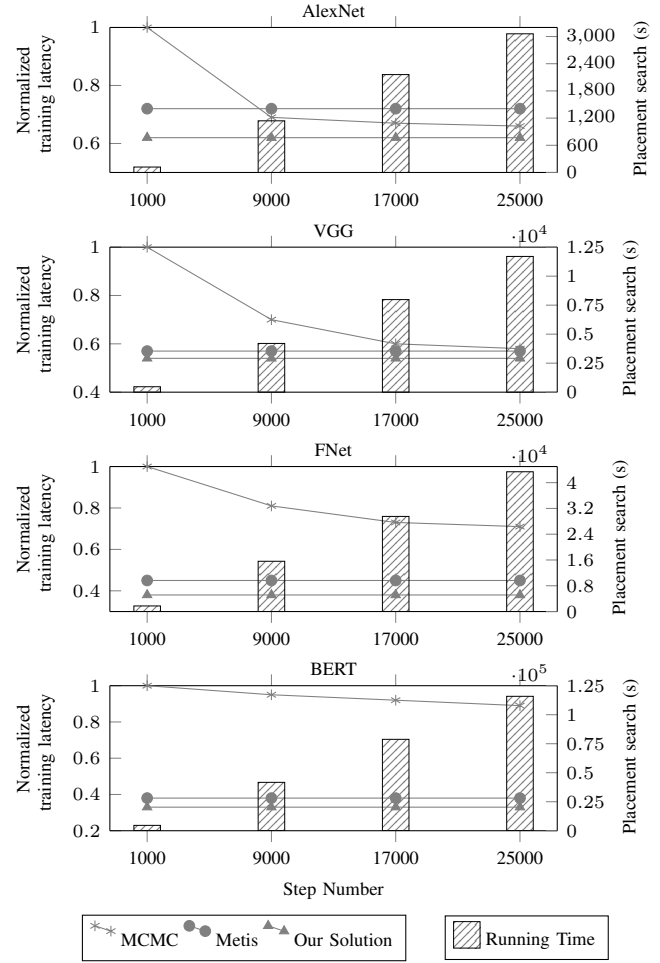 AlexNet
Normalized
training latency
1
0.8
0.6
3,000
2,400
1,800
1,200
600
0
Placement search (s)
1000 9000 17000 25000
VGG
·10^4
Normalized
training latency
1
0.8
0.6
0.4
1.25
1
0.75
0.5
0.25
0
Placement search (s)
1000 9000 17000 25000
FNet
·10^4
Normalized
training latency
1
0.8
0.6
0.4
4
3.2
2.4
1.6
0.8
0
Placement search (s)
1000 9000 17000 25000
BERT
·10^5
Normalized
training latency
1
0.8
0.6
0.4
0.2
1.25
1
0.75
0.5
0.25
0
Placement search (s)
1000 9000 17000 25000
Step Number
MCMC Metis Our Solution Running Time